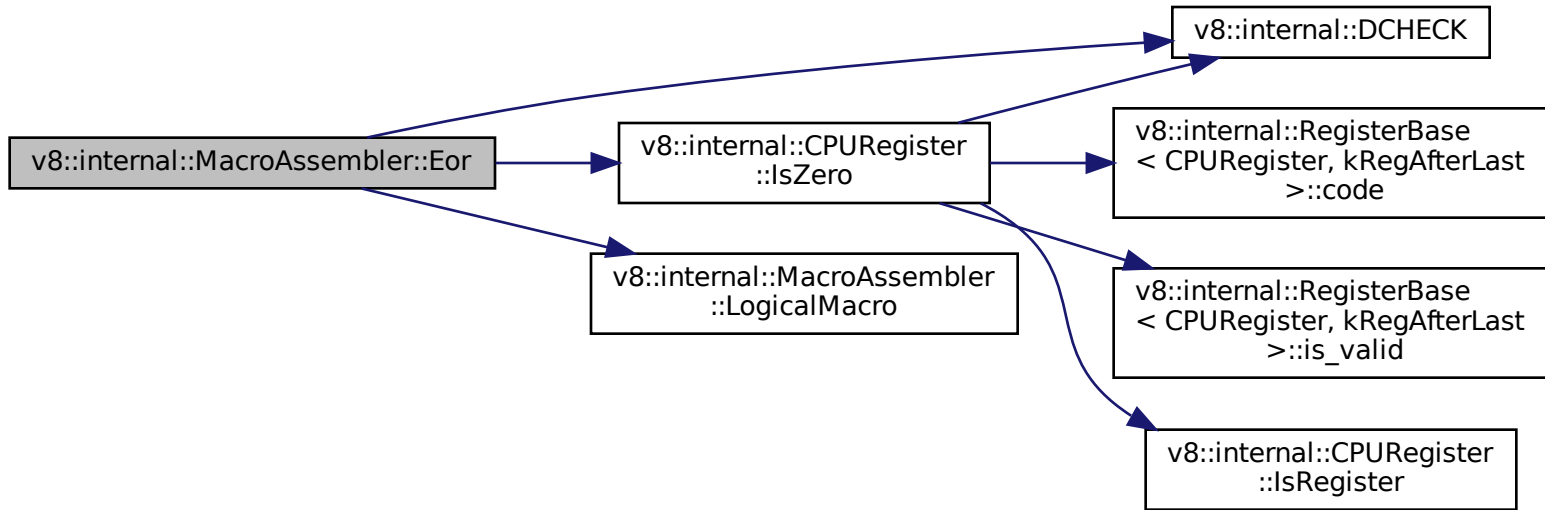 v8::internal::MacroAssembler::Eor
v8::internal::CPURegister
::IsZero
v8::internal::MacroAssembler
::LogicalMacro
v8::internal::DCHECK
v8::internal::RegisterBase
< CPURegister, kRegAfterLast
>::code
v8::internal::RegisterBase
< CPURegister, kRegAfterLast
>::is_valid
v8::internal::CPURegister
::IsRegister